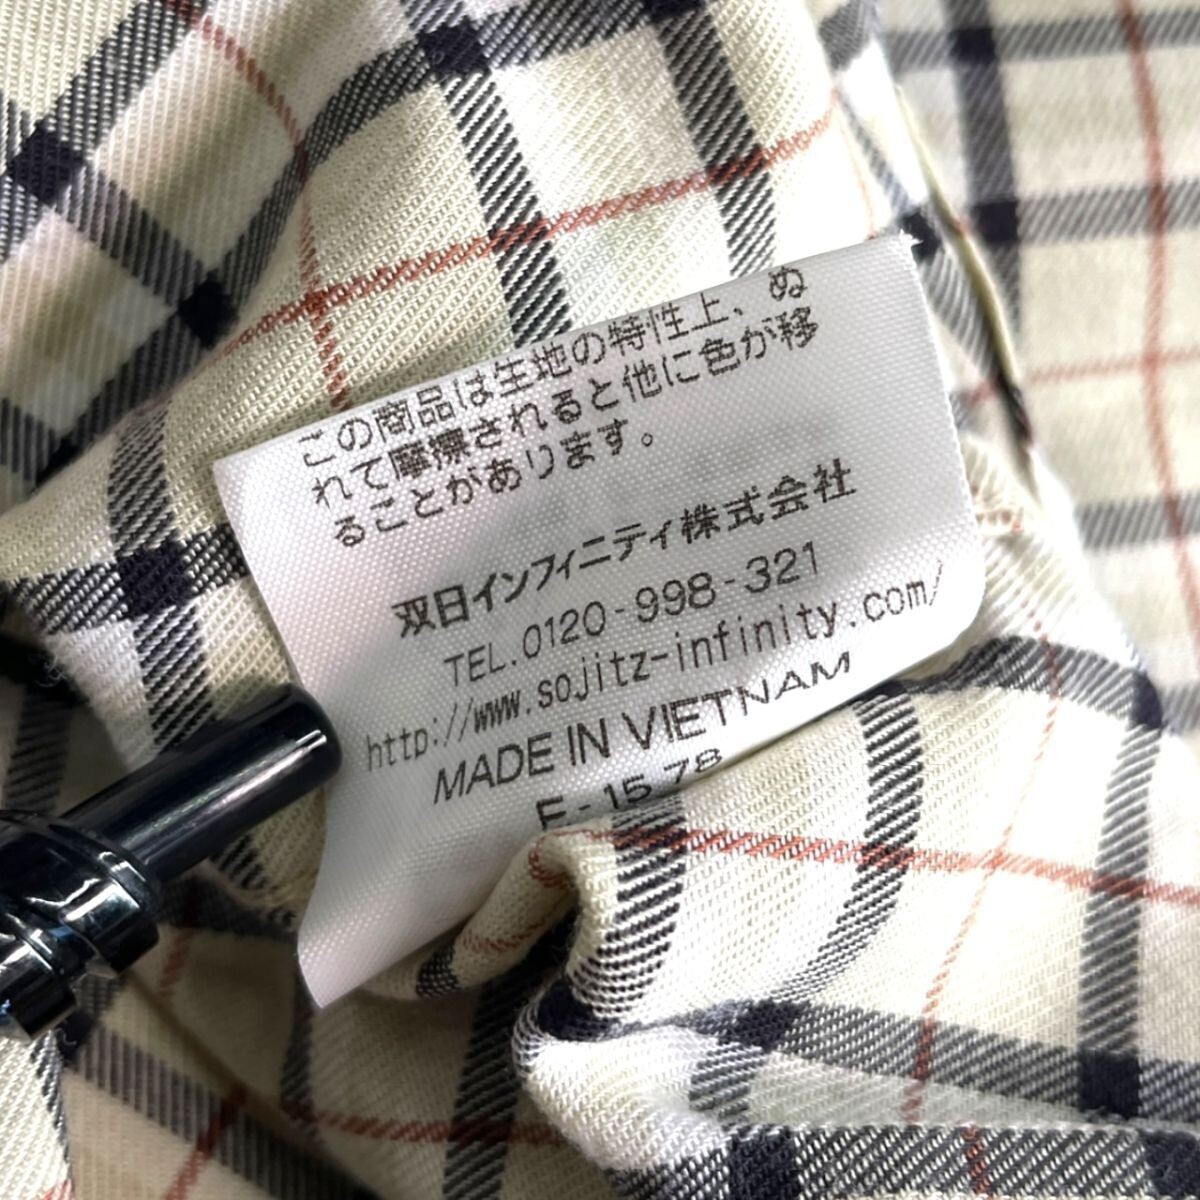 この商品は生地の特性上、ぬ
れて摩擦されると他に色が移
ることがあります。
双日インフィニティ株式会社
TEL.0120-998-321
http://www.sojitz-infinity.com/
MADE IN VIETNAM
F-15 78